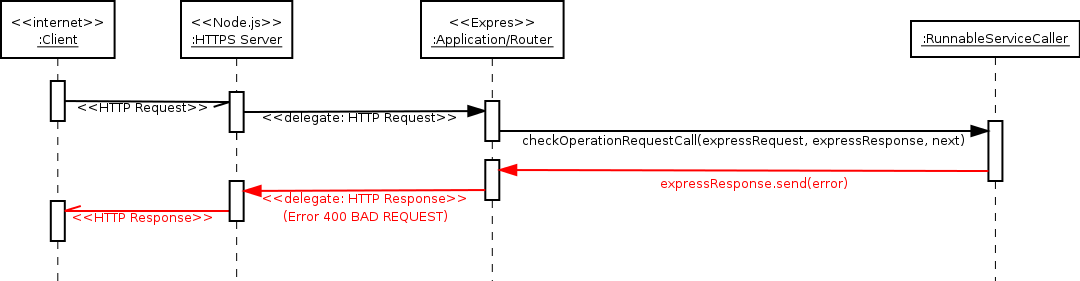 <<internet>>
:Client
<<Node.js>>
:HTTPS Server
<<Expres>>
:Application/Router
:RunnableServiceCaller
<<HTTP Request>>
<<delegate: HTTP Request>>
checkOperationRequestCall(expressRequest, expressResponse, next)
expressResponse.send(error)
<<delegate: HTTP Response>>
(Error 400 BAD REQUEST)
<<HTTP Response>>